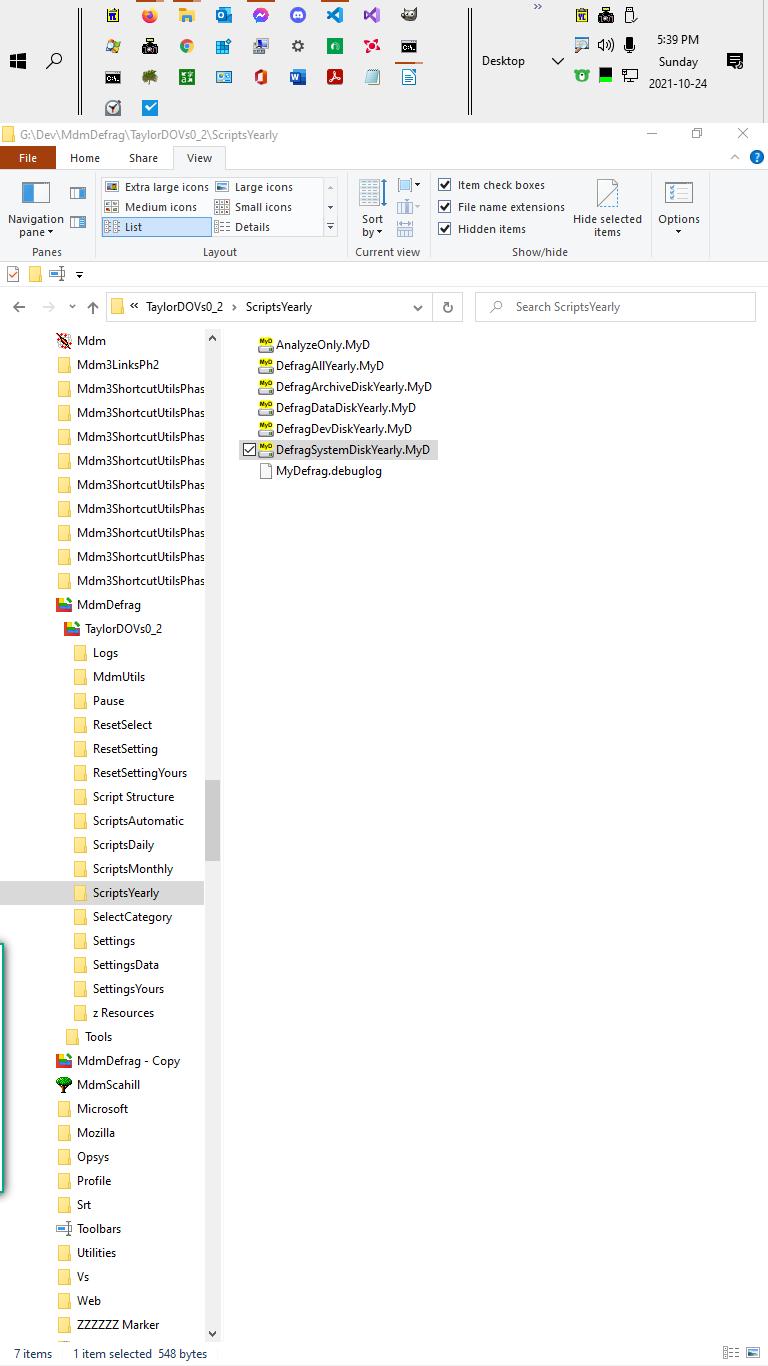 5:39 PM
Desktop
Sunday
2021-10-24
G:\Dev\MdmDefrag\TaylorDOVs0_2\ScriptsYearly
File Home Share View
Extra large icons Large icons
Medium icons Small icons
List Details
Navigation pane
Sort by
Item check boxes
File name extensions
Hidden items
Hide selected items
Options
Panes Layout Current view Show/hide
« TaylorDOVs0_2 › ScriptsYearly
Search ScriptsYearly
Mdm
Mdm3LinksPh2
Mdm3ShortcutUtilsPhas
Mdm3ShortcutUtilsPhas
Mdm3ShortcutUtilsPhas
Mdm3ShortcutUtilsPhas
Mdm3ShortcutUtilsPhas
Mdm3ShortcutUtilsPhas
Mdm3ShortcutUtilsPhas
Mdm3ShortcutUtilsPhas
Mdm3ShortcutUtilsPhas
MdmDefrag
TaylorDOVs0_2
Logs
MdmUtils
Pause
ResetSelect
ResetSetting
ResetSettingYours
Script Structure
ScriptsAutomatic
ScriptsDaily
ScriptsMonthly
ScriptsYearly
SelectCategory
Settings
SettingsData
SettingsYours
z Resources
Tools
MdmDefrag - Copy
MdmScahill
Microsoft
Mozilla
Opsys
Profile
Srt
Toolbars
Utilities
Vs
Web
ZZZZZZ Marker
AnalyzeOnly.MyD
DefragAllYearly.MyD
DefragArchiveDiskYearly.MyD
DefragDataDiskYearly.MyD
DefragDevDiskYearly.MyD
DefragSystemDiskYearly.MyD
MyDefrag.debuglog
7 items 1 item selected 548 bytes